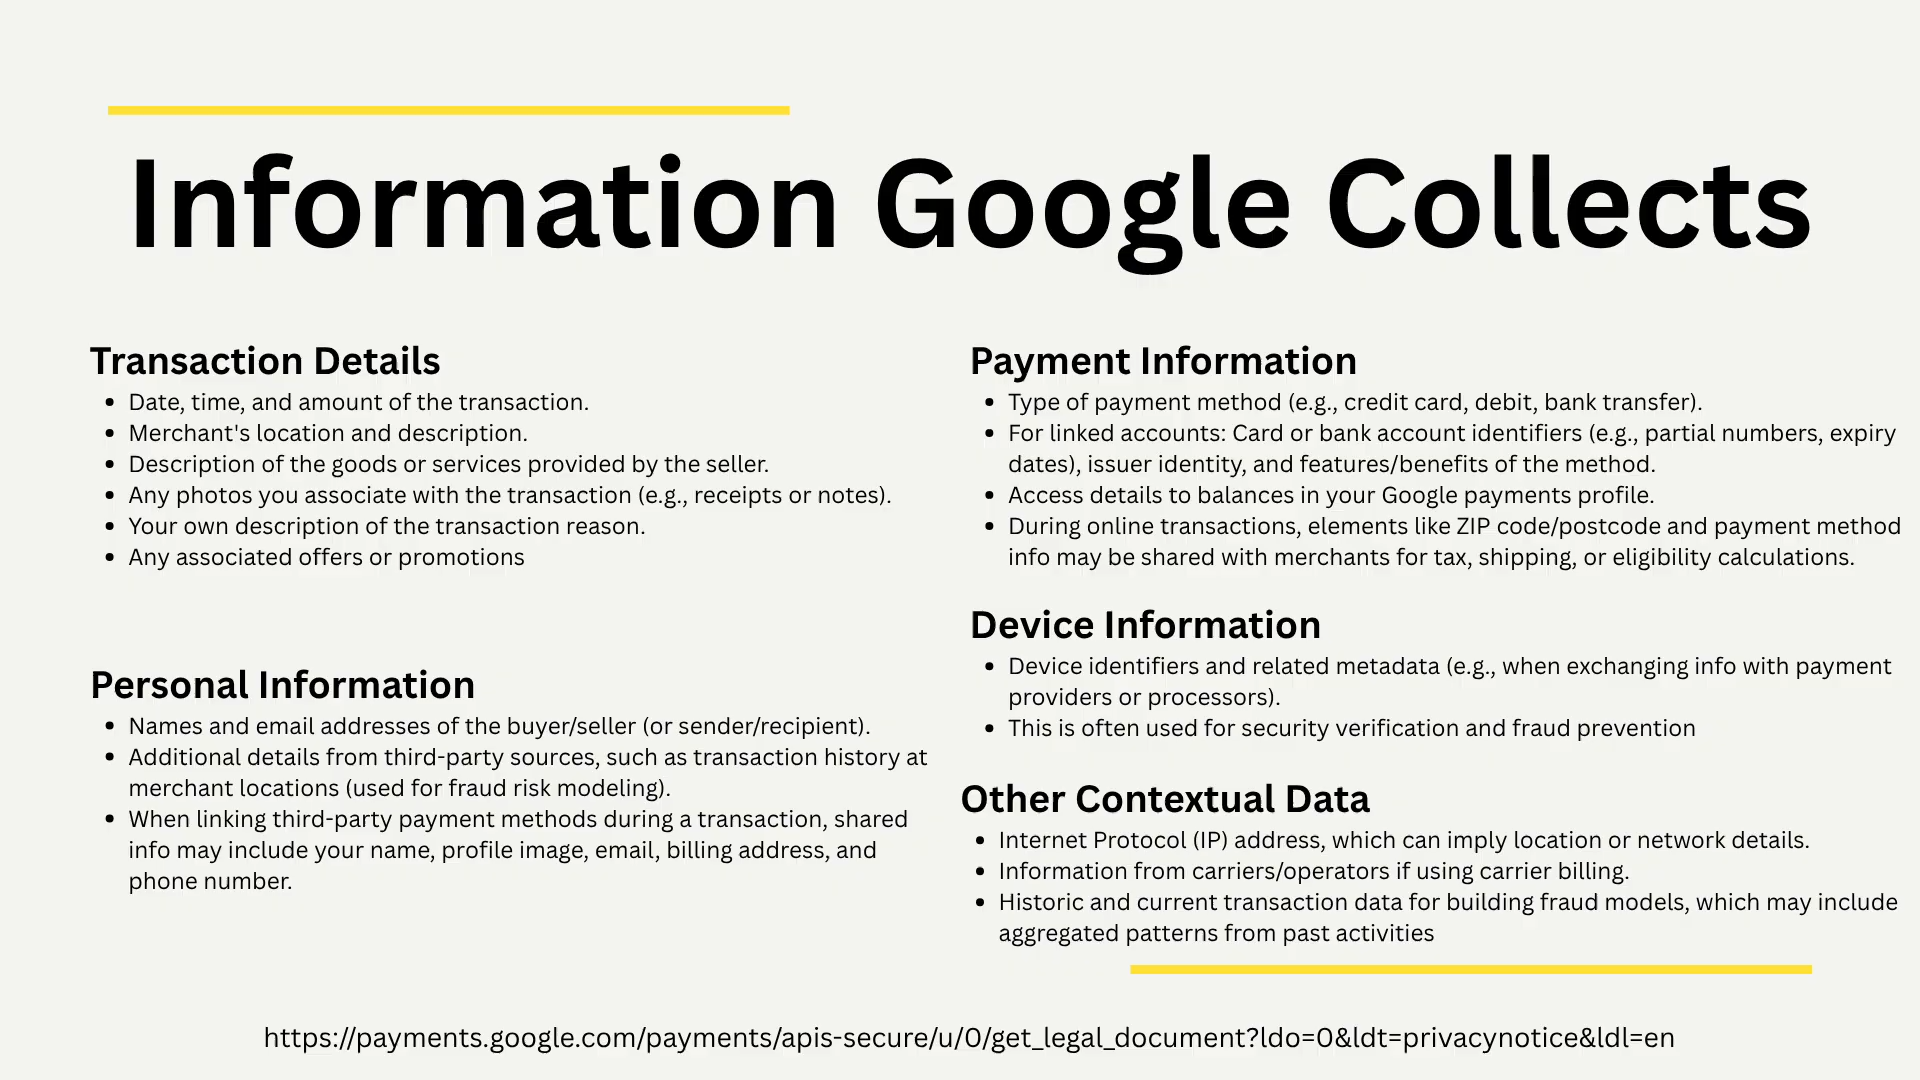 Information Google Collects
Transaction Details
• Date, time, and amount of the transaction.
• Merchant's location and description.
• Description of the goods or services provided by the seller.
• Any photos you associate with the transaction (e.g., receipts or notes).
• Your own description of the transaction reason.
• Any associated offers or promotions
Personal Information
• Names and email addresses of the buyer/seller (or sender/recipient).
• Additional details from third-party sources, such as transaction history at
merchant locations (used for fraud risk modeling).
• When linking third-party payment methods during a transaction, shared
info may include your name, profile image, email, billing address, and
phone number.
Payment Information
• Type of payment method (e.g., credit card, debit, bank transfer).
• For linked accounts: Card or bank account identifiers (e.g., partial numbers, expiry
dates), issuer identity, and features/benefits of the method.
• Access details to balances in your Google payments profile.
• During online transactions, elements like ZIP code/postcode and payment method
info may be shared with merchants for tax, shipping, or eligibility calculations.
Device Information
• Device identifiers and related metadata (e.g., when exchanging info with payment
providers or processors).
• This is often used for security verification and fraud prevention
Other Contextual Data
• Internet Protocol (IP) address, which can imply location or network details.
• Information from carriers/operators if using carrier billing.
• Historic and current transaction data for building fraud models, which may include
aggregated patterns from past activities
https://payments.google.com/payments/apis-secure/u/0/get_legal_document?ldo=0&ldt=privacynotice&ldl=en